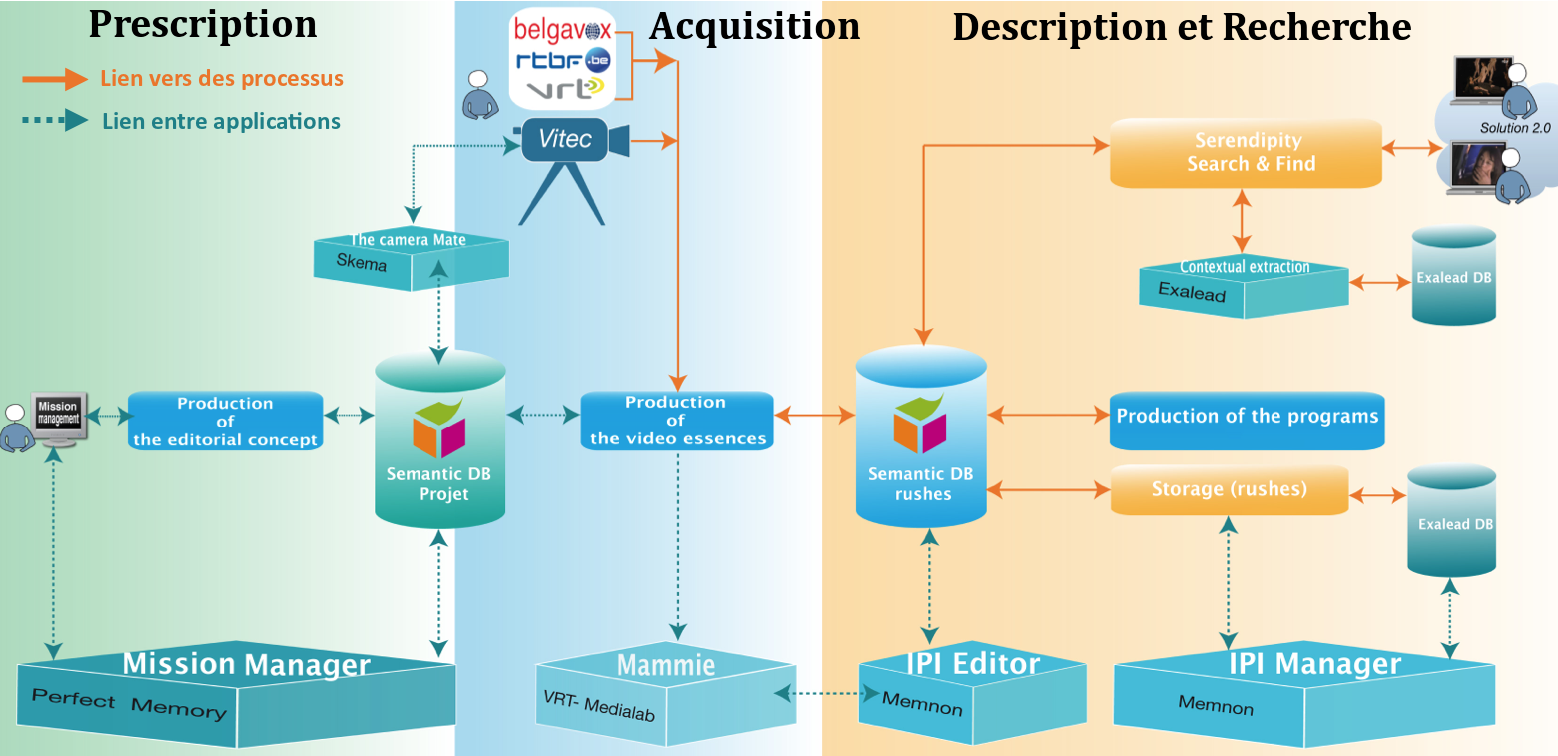 Prescription
Acquisition
Description et Recherche
Lien vers des processus
Lien entre applications
belgavox
rtbf.be
vrt
Vitec
The camera Mate
Skema
Mission
management
Production
of
the editorial concept
Semantic DB
Projet
Production
of
the video essences
Semantic DB
rushes
Serendipity
Search & Find
Solution 2.0
Contextual extraction
Exalead
Exalead DB
Production of the programs
Storage (rushes)
Exalead DB
Mission Manager
Perfect Memory
Mammie
VRT- Medialab
IPI Editor
Memnon
IPI Manager
Memnon